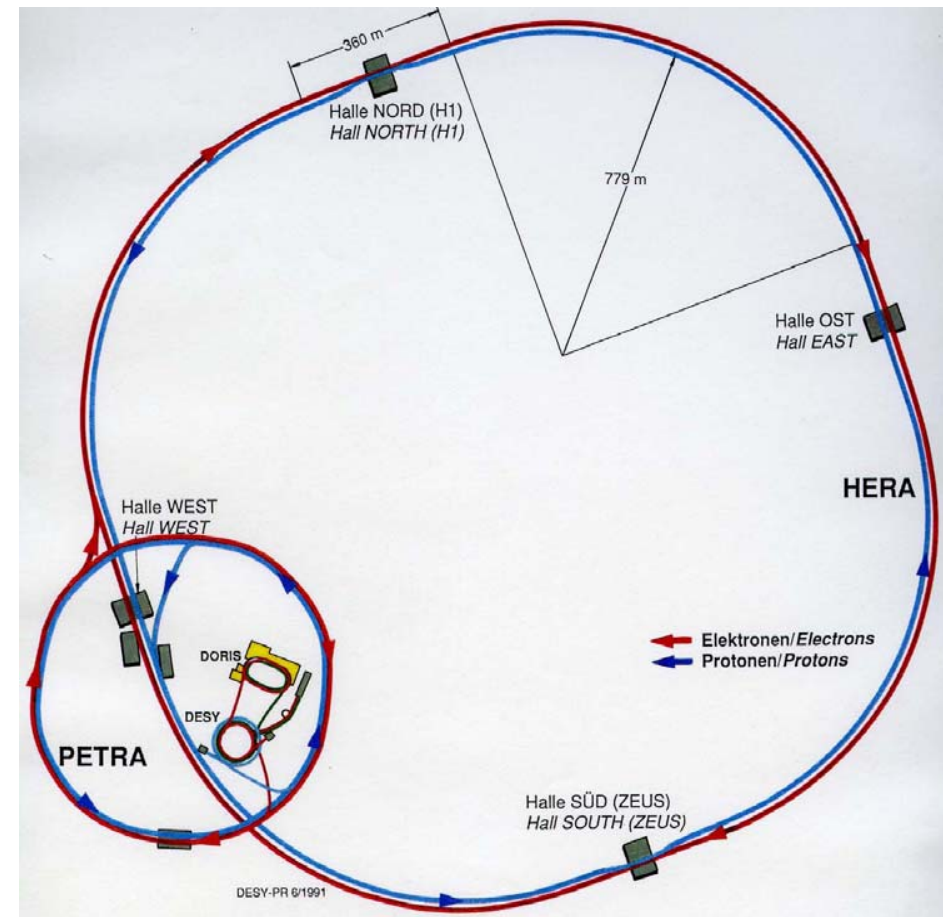 360 m
Halle NORD (H1)
Hall NORTH (H1)
779 m
Halle OST
Hall EAST
HERA
Halle WEST
Hall WEST
Elektronen/Electrons
Protonen/Protons
DORIS
DESY
PETRA
Halle SÜD (ZEUS)
Hall SOUTH (ZEUS)
DESY-PR 6/1991